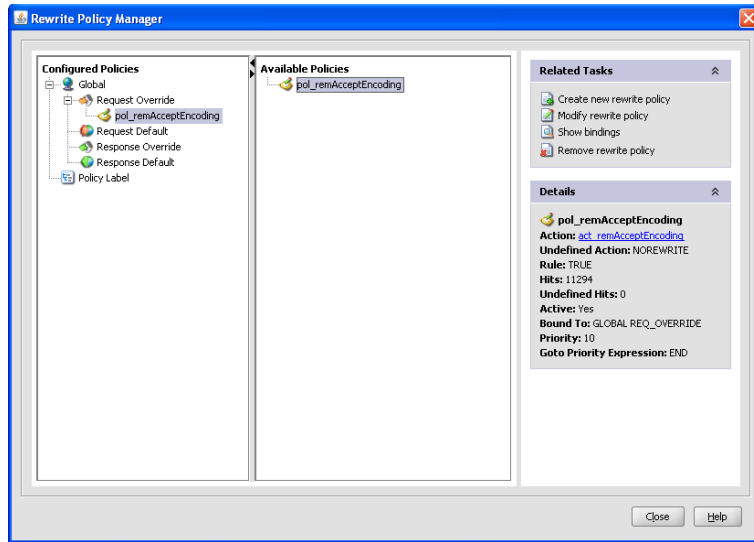 Rewrite Policy Manager
Configured Policies
Global
Request Override
pol_remAcceptEncoding
Request Default
Response Override
Response Default
Policy Label
Available Policies
pol_remAcceptEncoding
Related Tasks
Create new rewrite policy
Modify rewrite policy
Show bindings
Remove rewrite policy
Details
pol_remAcceptEncoding
Action: act_remAcceptEncoding
Undefined Action: NOREWRITE
Rule: TRUE
Hits: 11294
Undefined Hits: 0
Active: Yes
Bound To: GLOBAL REQ_OVERRIDE
Priority: 10
Goto Priority Expression: END
Close
Help